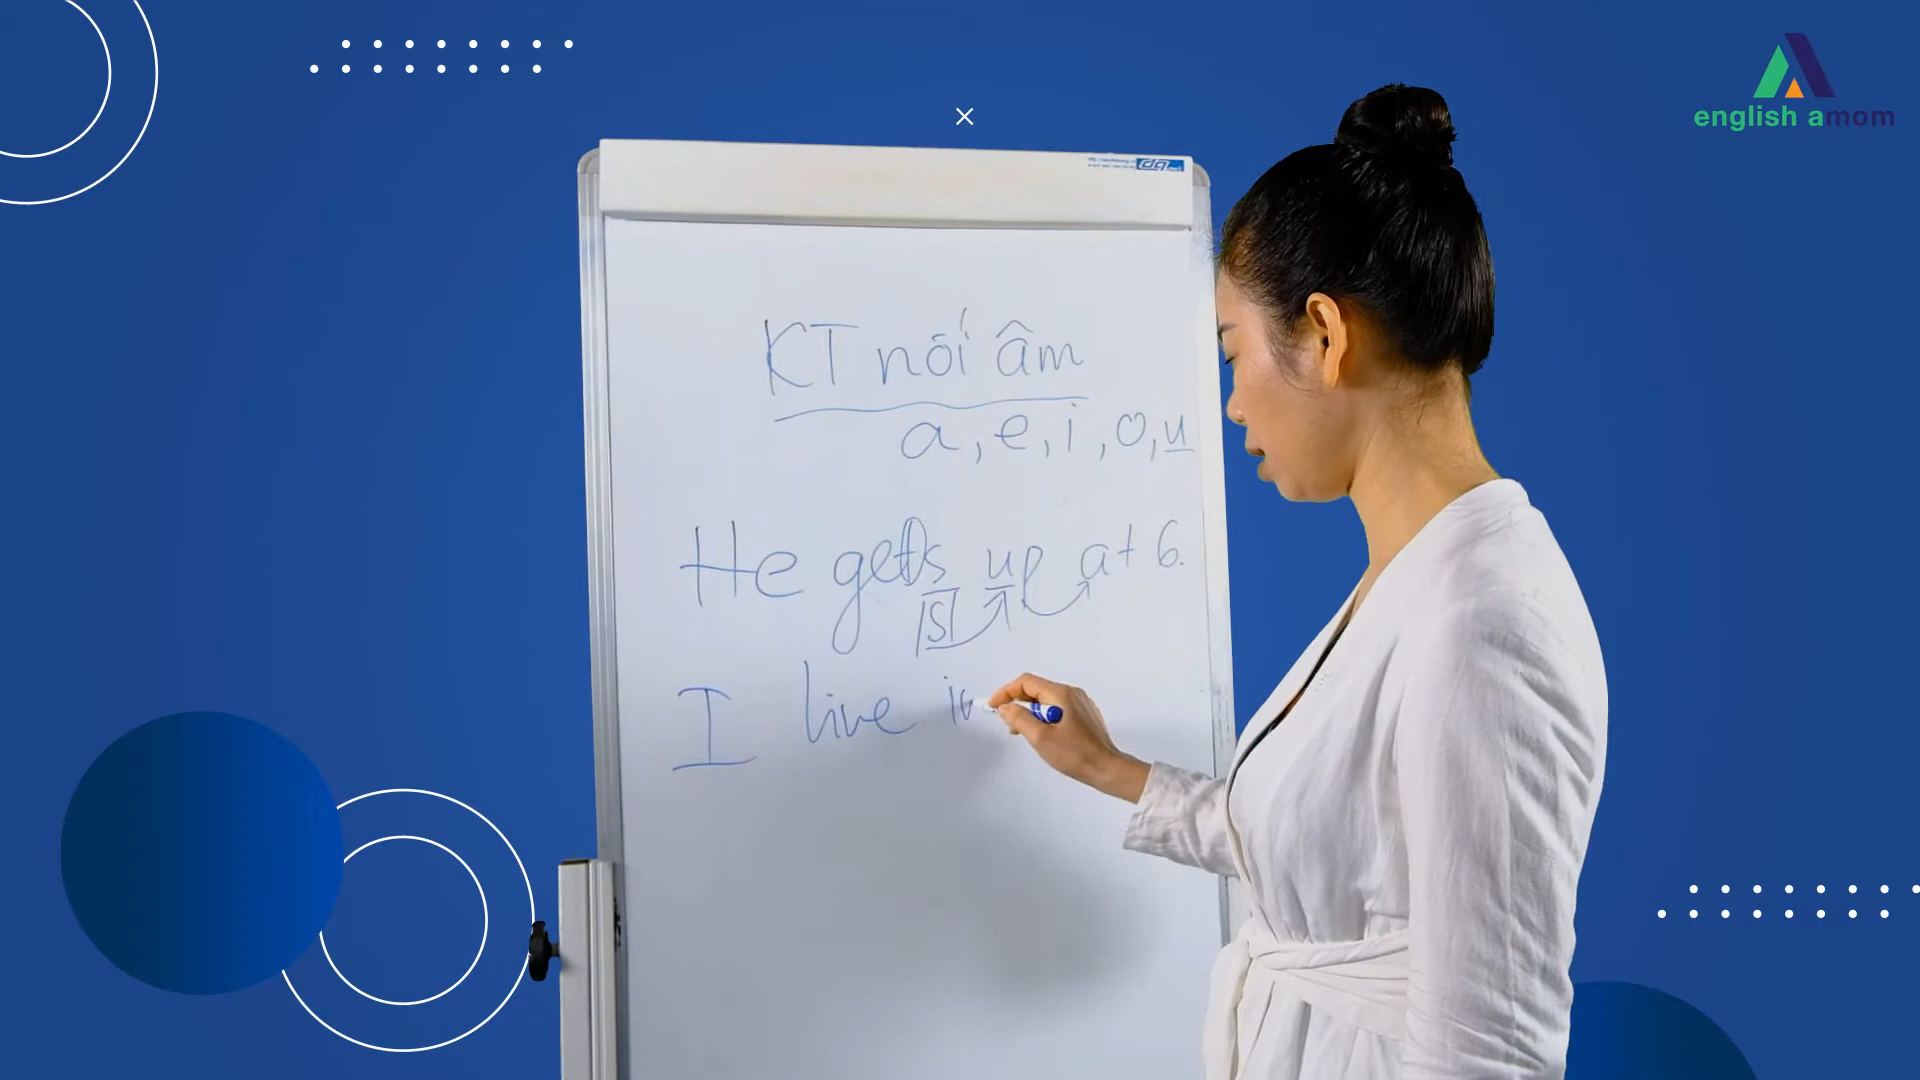 english amom
KT nối âm
a, e, i, o, u
He gets up at 6.
/s/
I live in